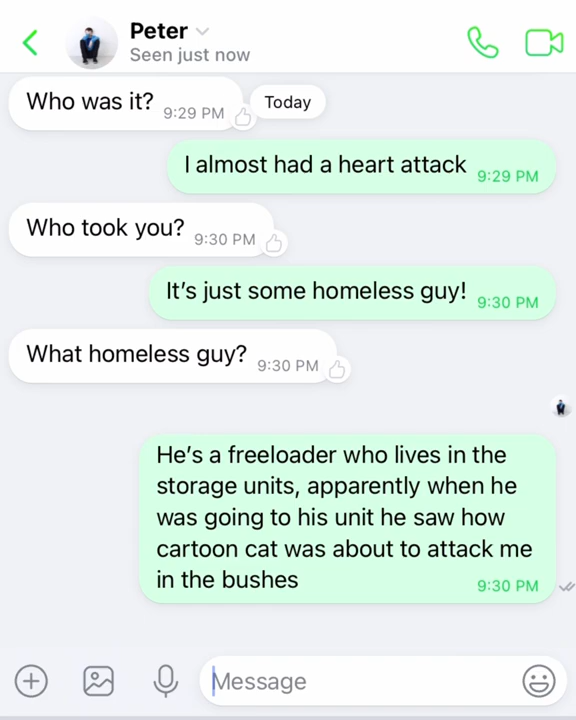 Peter
Seen just now
Who was it? 9:29 PM
Today
I almost had a heart attack 9:29 PM
Who took you? 9:30 PM
It’s just some homeless guy! 9:30 PM
What homeless guy? 9:30 PM
He’s a freeloader who lives in the
storage units, apparently when he
was going to his unit he saw how
cartoon cat was about to attack me
in the bushes 9:30 PM
Message